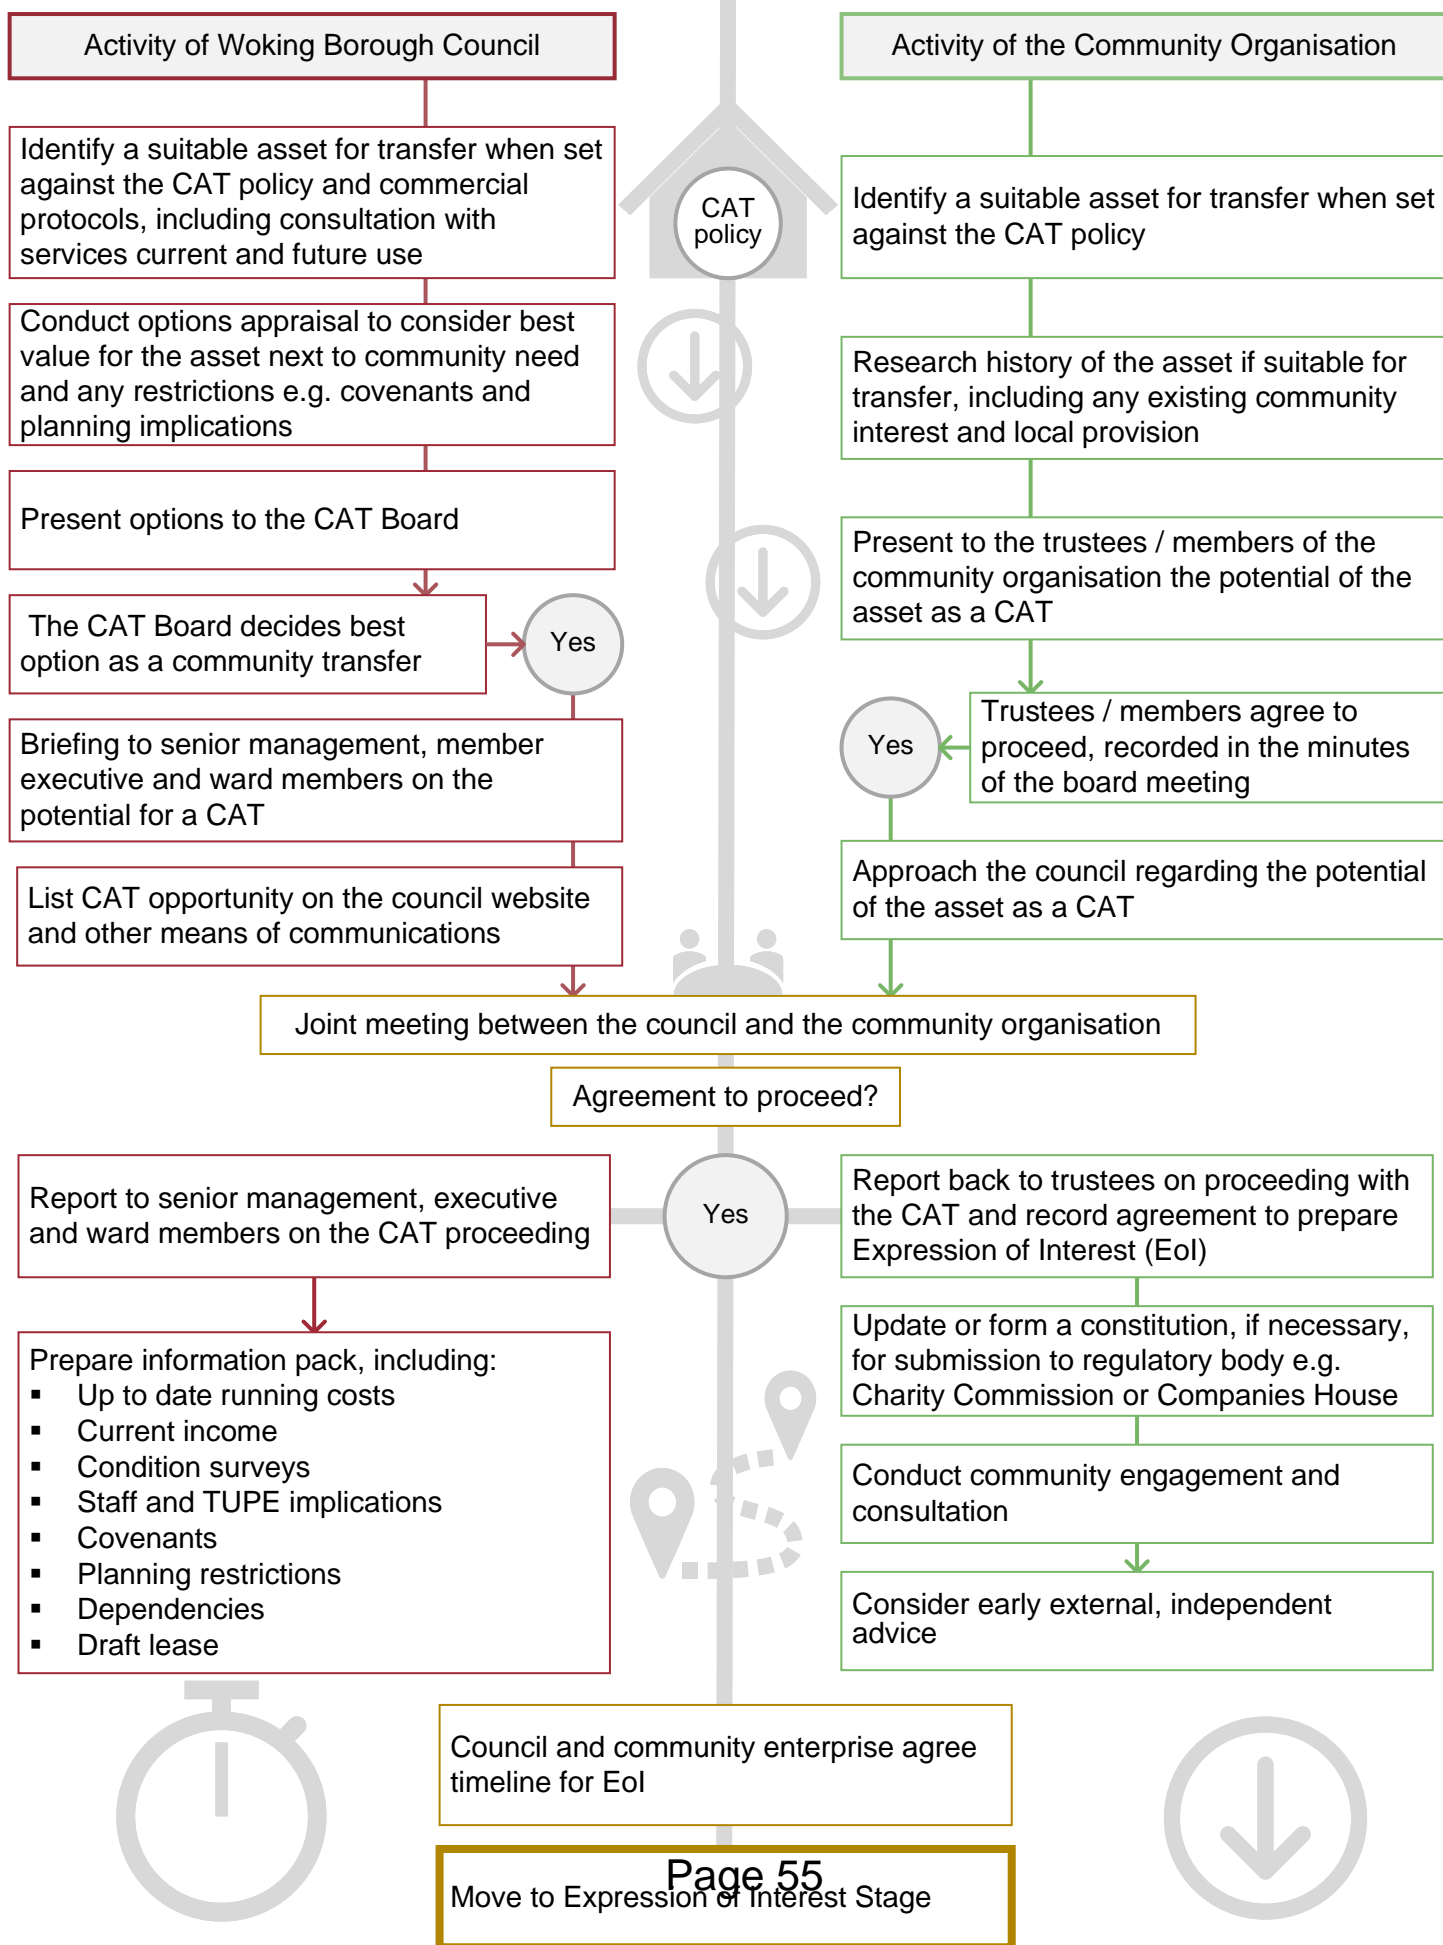 Activity of Woking Borough Council
Identify a suitable asset for transfer when set
against the CAT policy and commercial
protocols, including consultation with
services current and future use
Conduct options appraisal to consider best
value for the asset next to community need
and any restrictions e.g. covenants and
planning implications
Present options to the CAT Board
The CAT Board decides best
option as a community transfer
Yes
Briefing to senior management, member
executive and ward members on the
potential for a CAT
List CAT opportunity on the council website
and other means of communications
CAT
policy
Activity of the Community Organisation
Identify a suitable asset for transfer when set
against the CAT policy
Research history of the asset if suitable for
transfer, including any existing community
interest and local provision
Present to the trustees / members of the
community organisation the potential of the
asset as a CAT
Trustees / members agree to
proceed, recorded in the minutes
of the board meeting
Yes
Approach the council regarding the potential
of the asset as a CAT
Joint meeting between the council and the community organisation
Agreement to proceed?
Yes
Report to senior management, executive
and ward members on the CAT proceeding
Prepare information pack, including:
▪ Up to date running costs
▪ Current income
▪ Condition surveys
▪ Staff and TUPE implications
▪ Covenants
▪ Planning restrictions
▪ Dependencies
▪ Draft lease
Report back to trustees on proceeding with
the CAT and record agreement to prepare
Expression of Interest (EoI)
Update or form a constitution, if necessary,
for submission to regulatory body e.g.
Charity Commission or Companies House
Conduct community engagement and
consultation
Consider early external, independent
advice
Council and community enterprise agree
timeline for EoI
Page 55
Move to Expression of Interest Stage